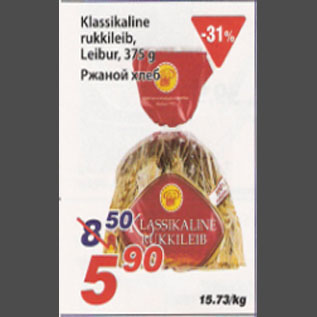 Klassikaline
rukkileib,
Leibur, 375 g
Ржаной хлеб
-31%
KLASSIKALINE
RUKKILEIB
8 50
5 90
15.73/kg